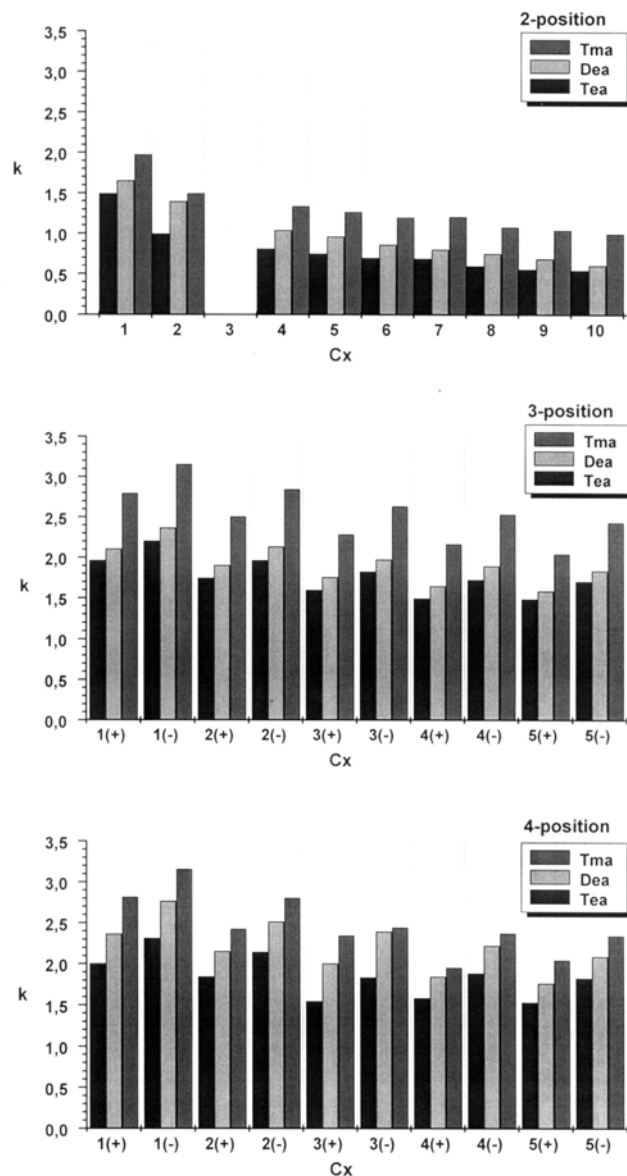 2-position
Tma
Dea
Tea
3,5
3,0
2,5
2,0
k
1,5
1,0
0,5
0,0
1 2 3 4 5 6 7 8 9 10
Cx
3-position
Tma
Dea
Tea
3,5
3,0
2,5
2,0
k
1,5
1,0
0,5
0,0
1(+) 1(-) 2(+) 2(-) 3(+) 3(-) 4(+) 4(-) 5(+) 5(-)
Cx
4-position
Tma
Dea
Tea
3,5
3,0
2,5
2,0
k
1,5
1,0
0,5
0,0
1(+) 1(-) 2(+) 2(-) 3(+) 3(-) 4(+) 4(-) 5(+) 5(-)
Cx